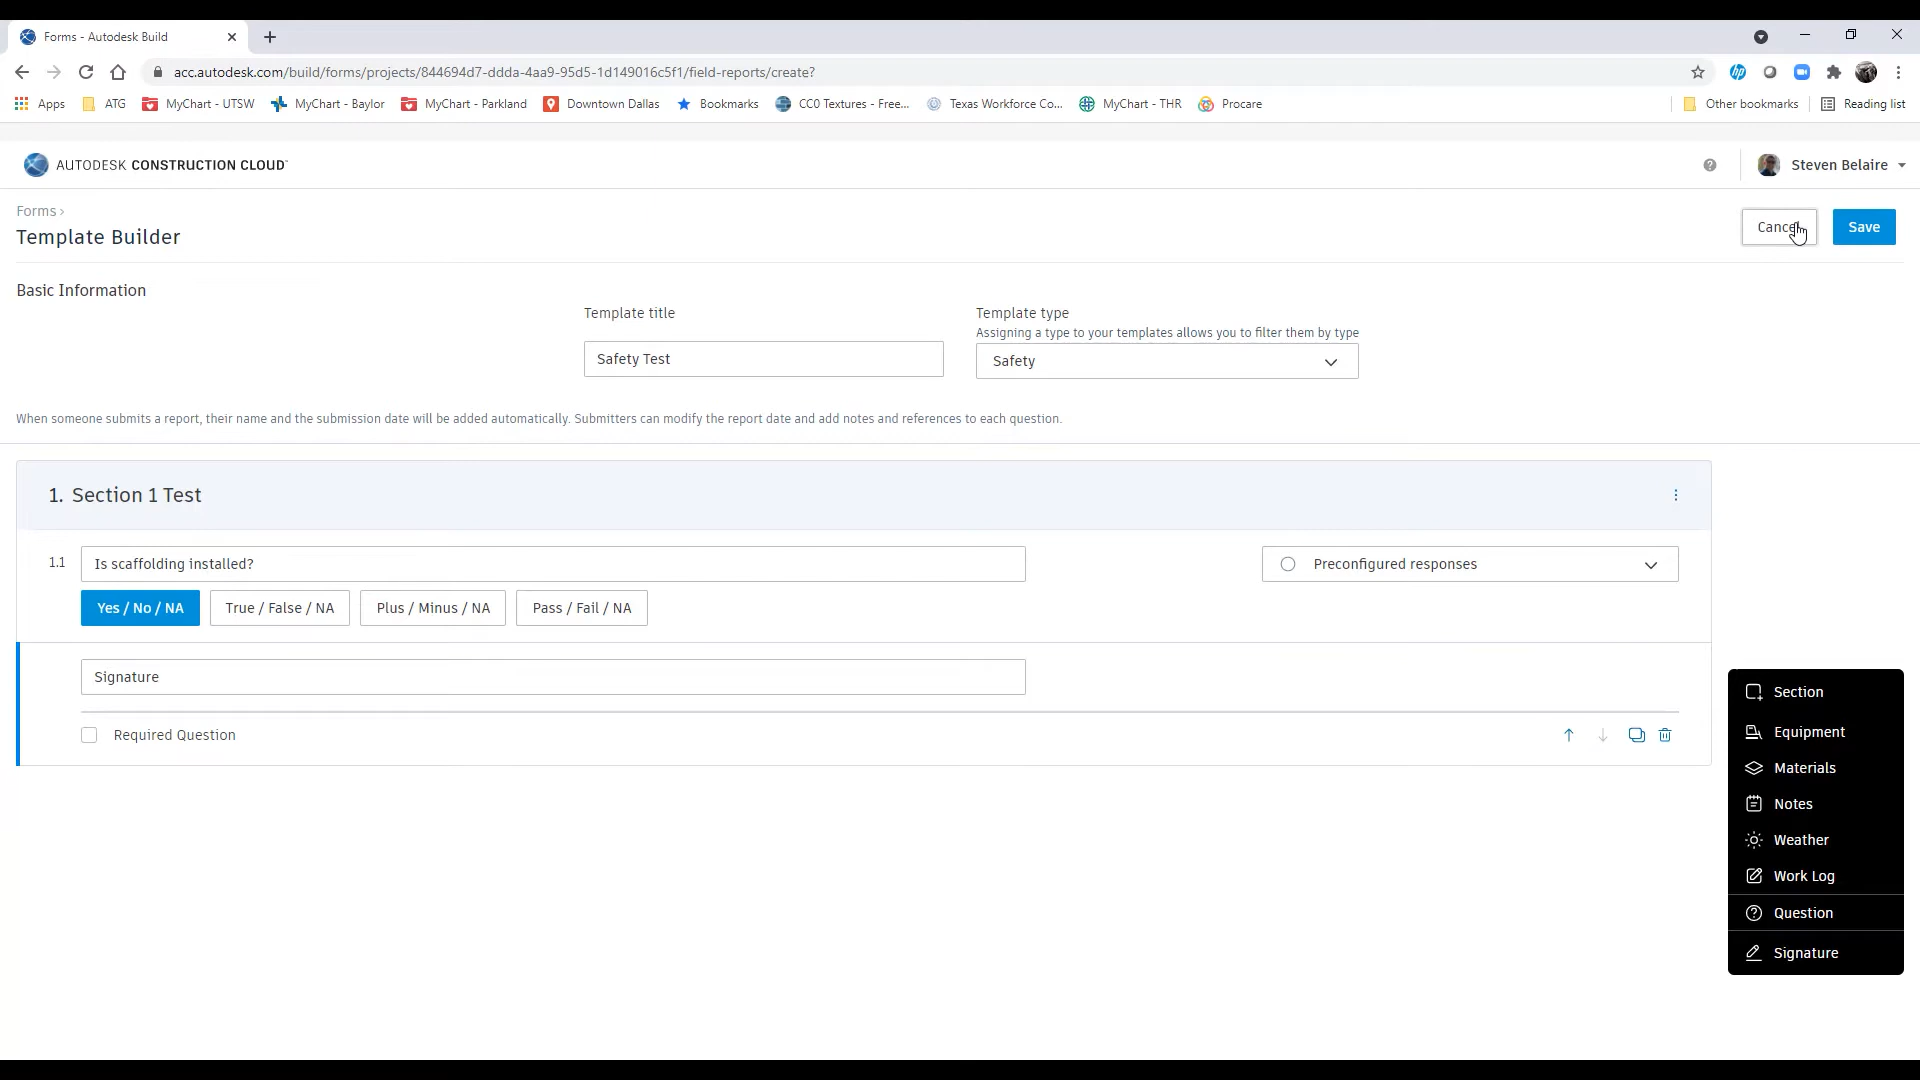 Forms - Autodesk Build
acc.autodesk.com/build/forms/projects/844694d7-ddda-4aa9-95d5-1d149016c5f1/field-reports/create?
Apps ATG MyChart - UTSW MyChart - Baylor MyChart - Parkland Downtown Dallas Bookmarks CC0 Textures - Free... Texas Workforce Co... MyChart - THR Procare Other bookmarks Reading list
AUTODESK CONSTRUCTION CLOUD
Steven Belaire
Forms ›
Template Builder
Cancel Save
Basic Information
Template title
Template type
Assigning a type to your templates allows you to filter them by type
Safety Test
Safety
When someone submits a report, their name and the submission date will be added automatically. Submitters can modify the report date and add notes and references to each question.
1. Section 1 Test
1.1 Is scaffolding installed?
Preconfigured responses
Yes / No / NA True / False / NA Plus / Minus / NA Pass / Fail / NA
Signature
Required Question
Section
Equipment
Materials
Notes
Weather
Work Log
Question
Signature